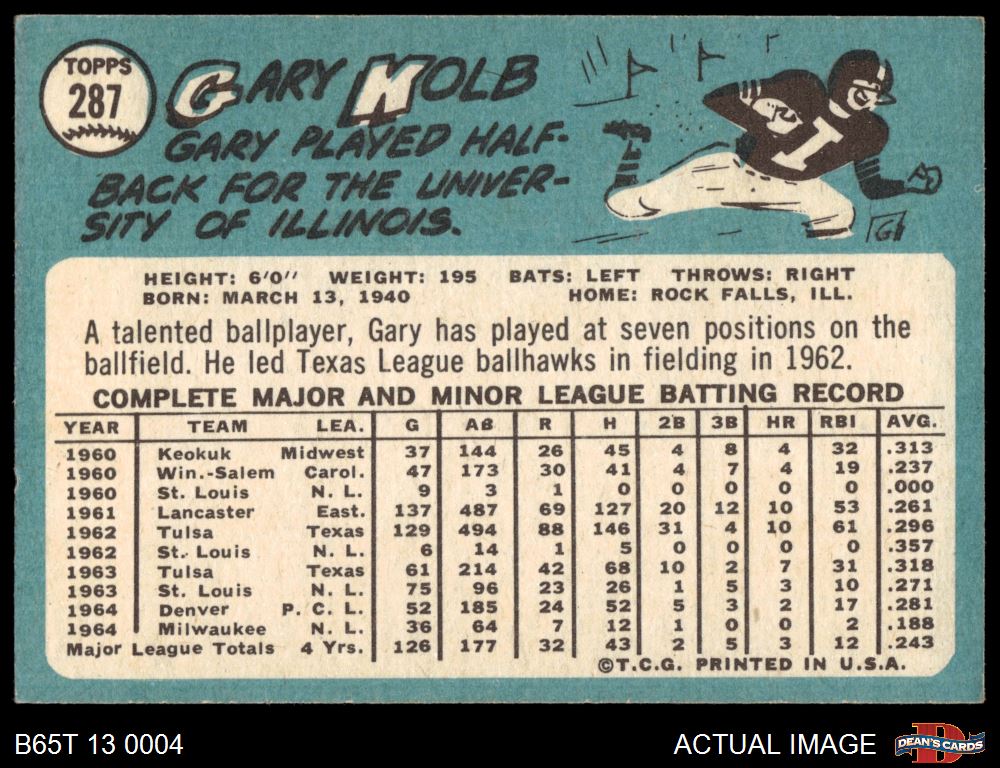 TOPPS
287
GARY KOLB
GARY PLAYED HALF-
BACK FOR THE UNIVER-
SITY OF ILLINOIS.
I
G
HEIGHT: 6'0" WEIGHT: 195 BATS: LEFT THROWS: RIGHT
BORN: MARCH 13, 1940 HOME: ROCK FALLS, ILL.
A talented ballplayer, Gary has played at seven positions on the
ballfield. He led Texas League ballhawks in fielding in 1962.
COMPLETE MAJOR AND MINOR LEAGUE BATTING RECORD
YEAR TEAM LEA. G AB R H 2B 3B HR RBI AVG.
1960 Keokuk Midwest 37 144 26 45 4 8 4 32 .313
1960 Win.-Salem Carol. 47 173 30 41 4 7 4 19 .237
1960 St. Louis N. L. 9 3 1 0 0 0 0 0 .000
1961 Lancaster East. 137 487 69 127 20 12 10 53 .261
1962 Tulsa Texas 129 494 88 146 31 4 10 61 .296
1962 St. Louis N. L. 6 14 1 5 0 0 0 0 .357
1963 Tulsa Texas 61 214 42 68 10 2 7 31 .318
1963 St. Louis N. L. 75 96 23 26 1 5 3 10 .271
1964 Denver P. C. L. 52 185 24 52 5 3 2 17 .281
1964 Milwaukee N. L. 36 64 7 12 1 0 0 2 .188
Major League Totals 4 Yrs. 126 177 32 43 2 5 3 12 .243
©T.C.G. PRINTED IN U.S.A.
B65T 13 0004 ACTUAL IMAGE D DEAN'S CARDS